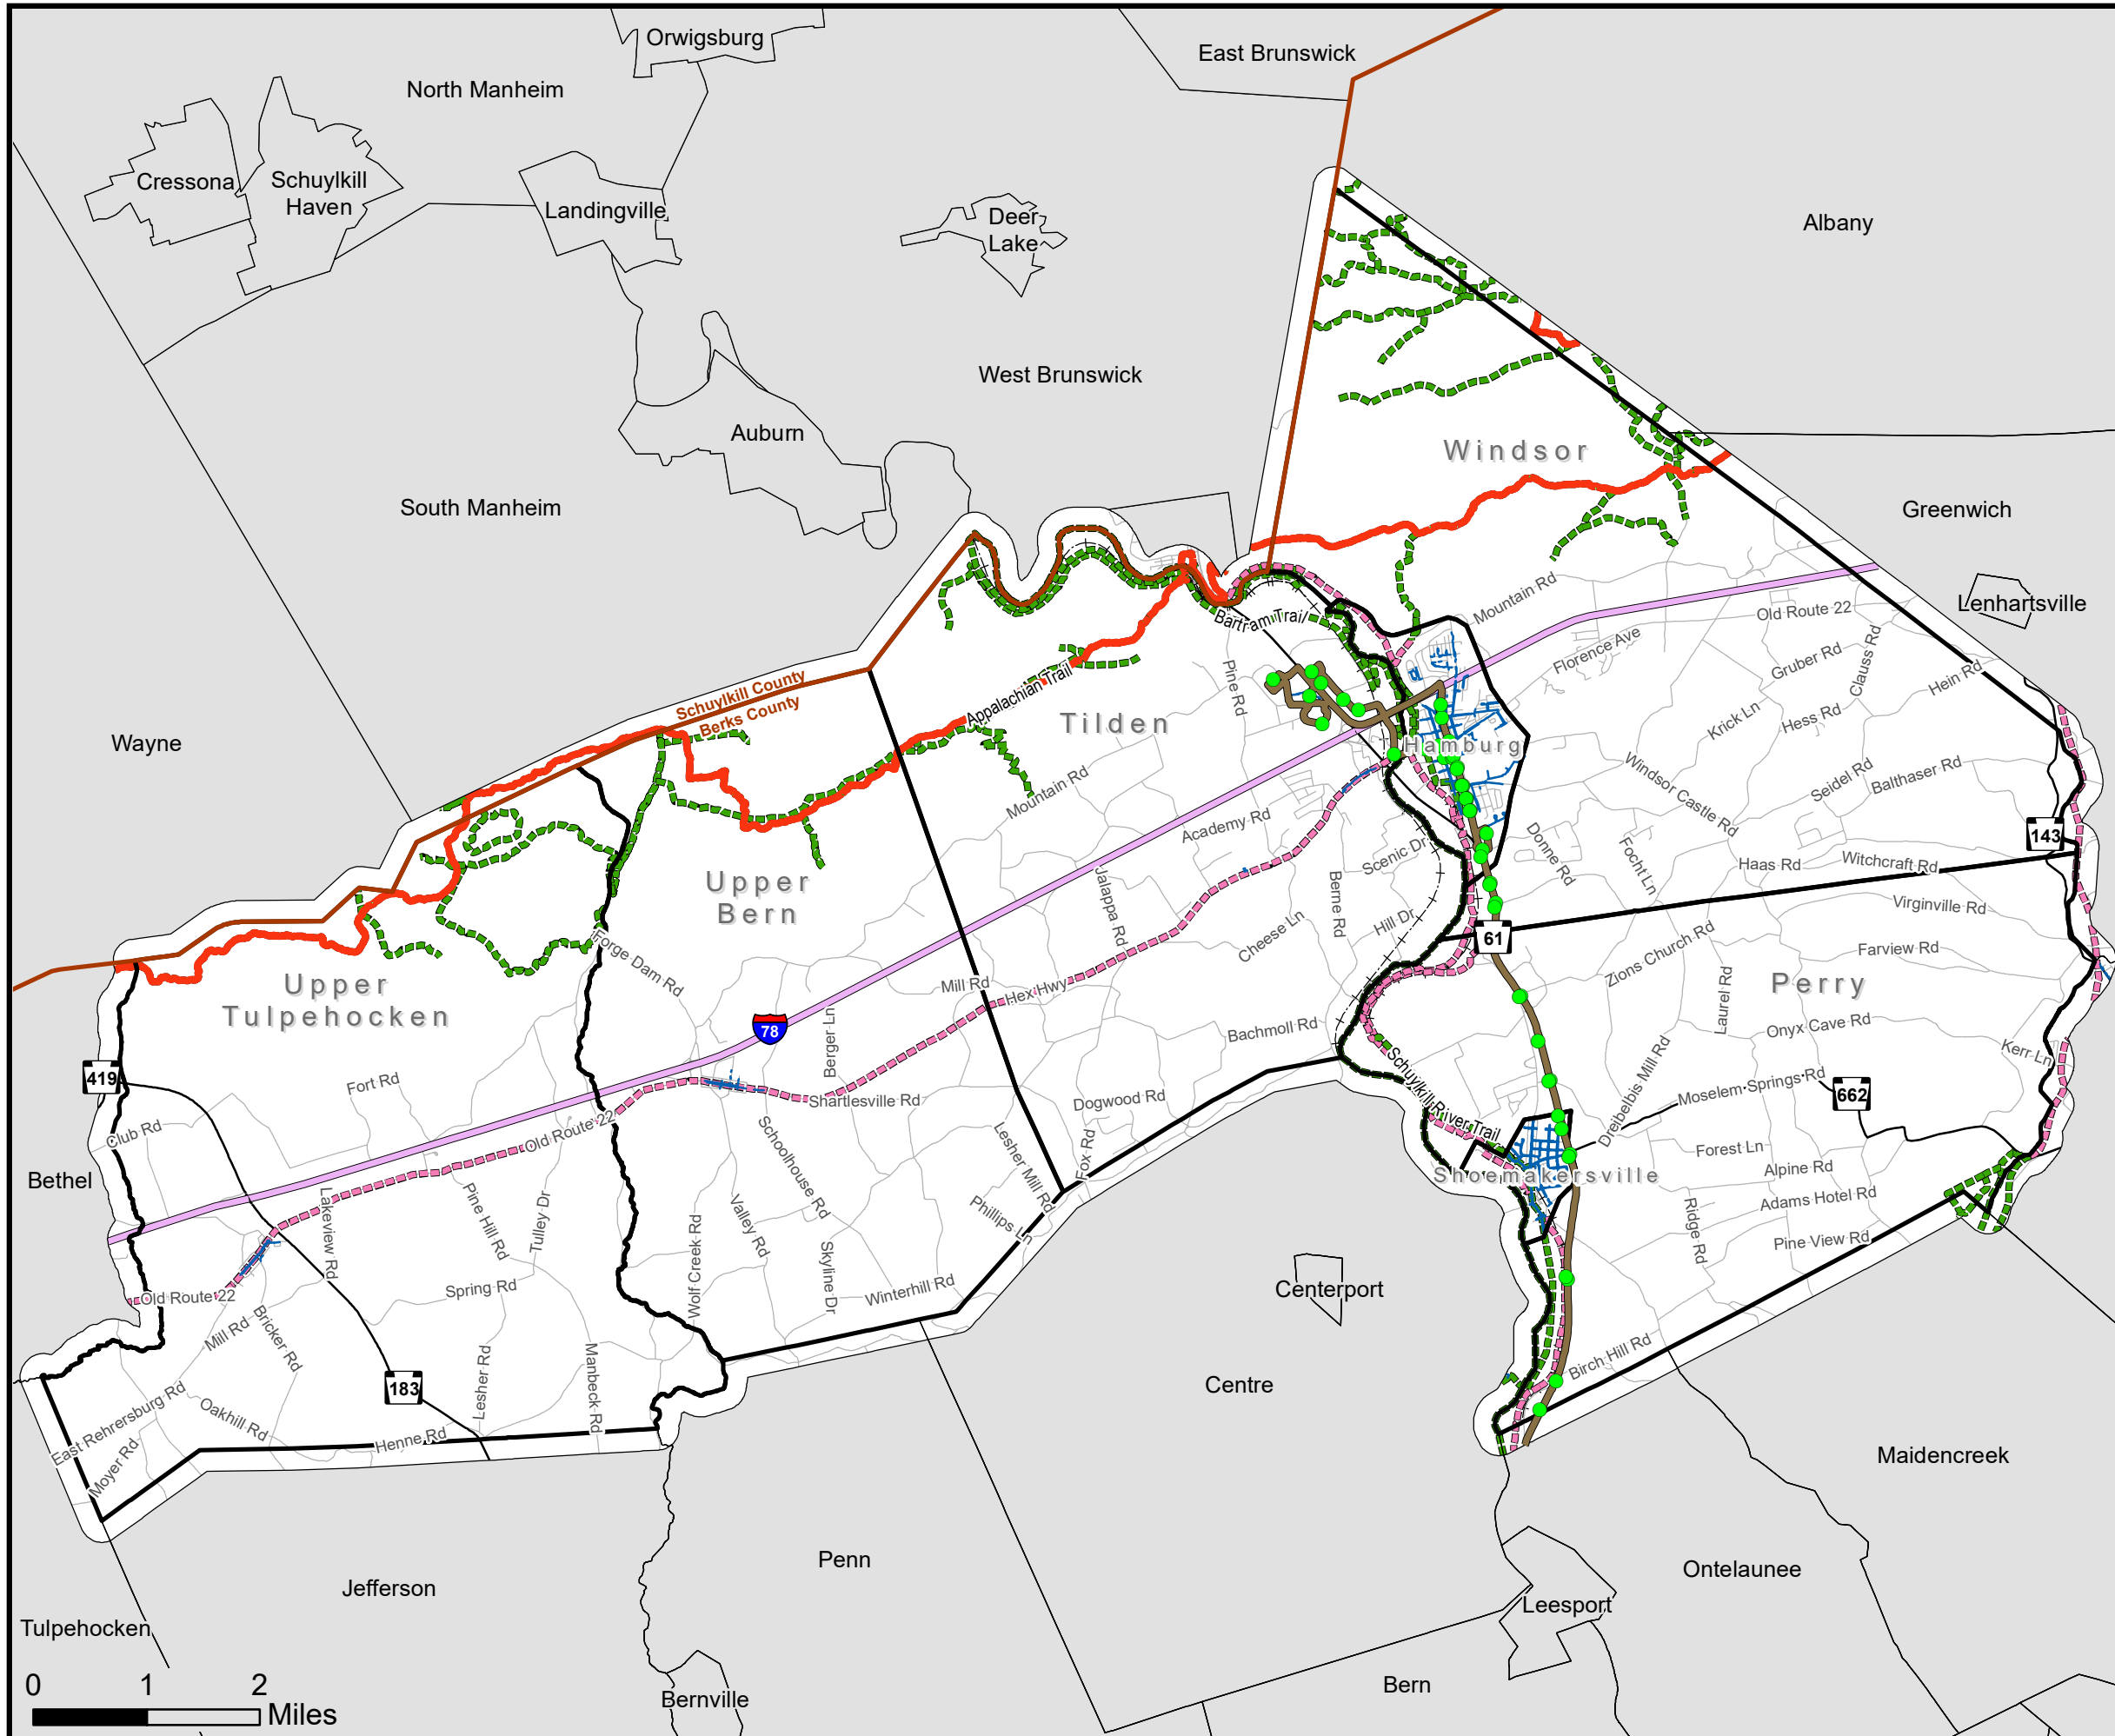 Orwigsburg
North Manheim
East Brunswick
Cressona
Schuylkill
Haven
Landingville
Deer
Lake
Albany
West Brunswick
Auburn
Windsor
South Manheim
Greenwich
Lenhartsville
Mountain Rd
Old Route 22
Bartram Trail
Florence Ave
Gruber Rd
Clauss Rd
Hein Rd
Pine Rd
Schuylkill County
Berks County
Appalachian Trail
Tilden
Krick Ln
Hess Rd
Wayne
Hamburg
Mountain Rd
Windsor Castle Rd
Seidel Rd
Balthaser Rd
Academy Rd
143
Scenic Dr
Donne Rd
Focht Ln
Haas Rd
Witchcraft Rd
Upper
Bern
Jalappa Rd
Berne Rd
Virginville Rd
Cheese Ln
Hill Dr
61
Forge Dam Rd
Zions Church Rd
Farview Rd
Upper
Tulpehocken
Mill Rd
Hex Hwy
Perry
Laurel Rd
78
Berger Ln
Bachmoll Rd
Onyx Cave Rd
Kerr Ln
419
Fort Rd
Schuylkill River Trail
Dreibelbis Mill Rd
Moselem Springs Rd
662
Shartlesville Rd
Dogwood Rd
Club Rd
Old Route 22
Schoolhouse Rd
Lesher Mill Rd
Fox Rd
Forest Ln
Alpine Rd
Bethel
Shoemakersville
Lakeview Rd
Pine Hill Rd
Tulley Dr
Wolf Creek Rd
Valley Rd
Phillips Ln
Ridge Rd
Adams Hotel Rd
Pine View Rd
Skyline Dr
Old Route 22
Spring Rd
Winterhill Rd
Centerport
Mill Rd
Bricker Rd
Birch Hill Rd
Centre
183
Lesher Rd
Manbeck Rd
East Rehrersburg Rd
Oakhill Rd
Henne Rd
Moyer Rd
Maidencreek
Penn
Jefferson
Ontelaunee
Leesport
Tulpehocken
Bern
Bernville
0 1 2
Miles